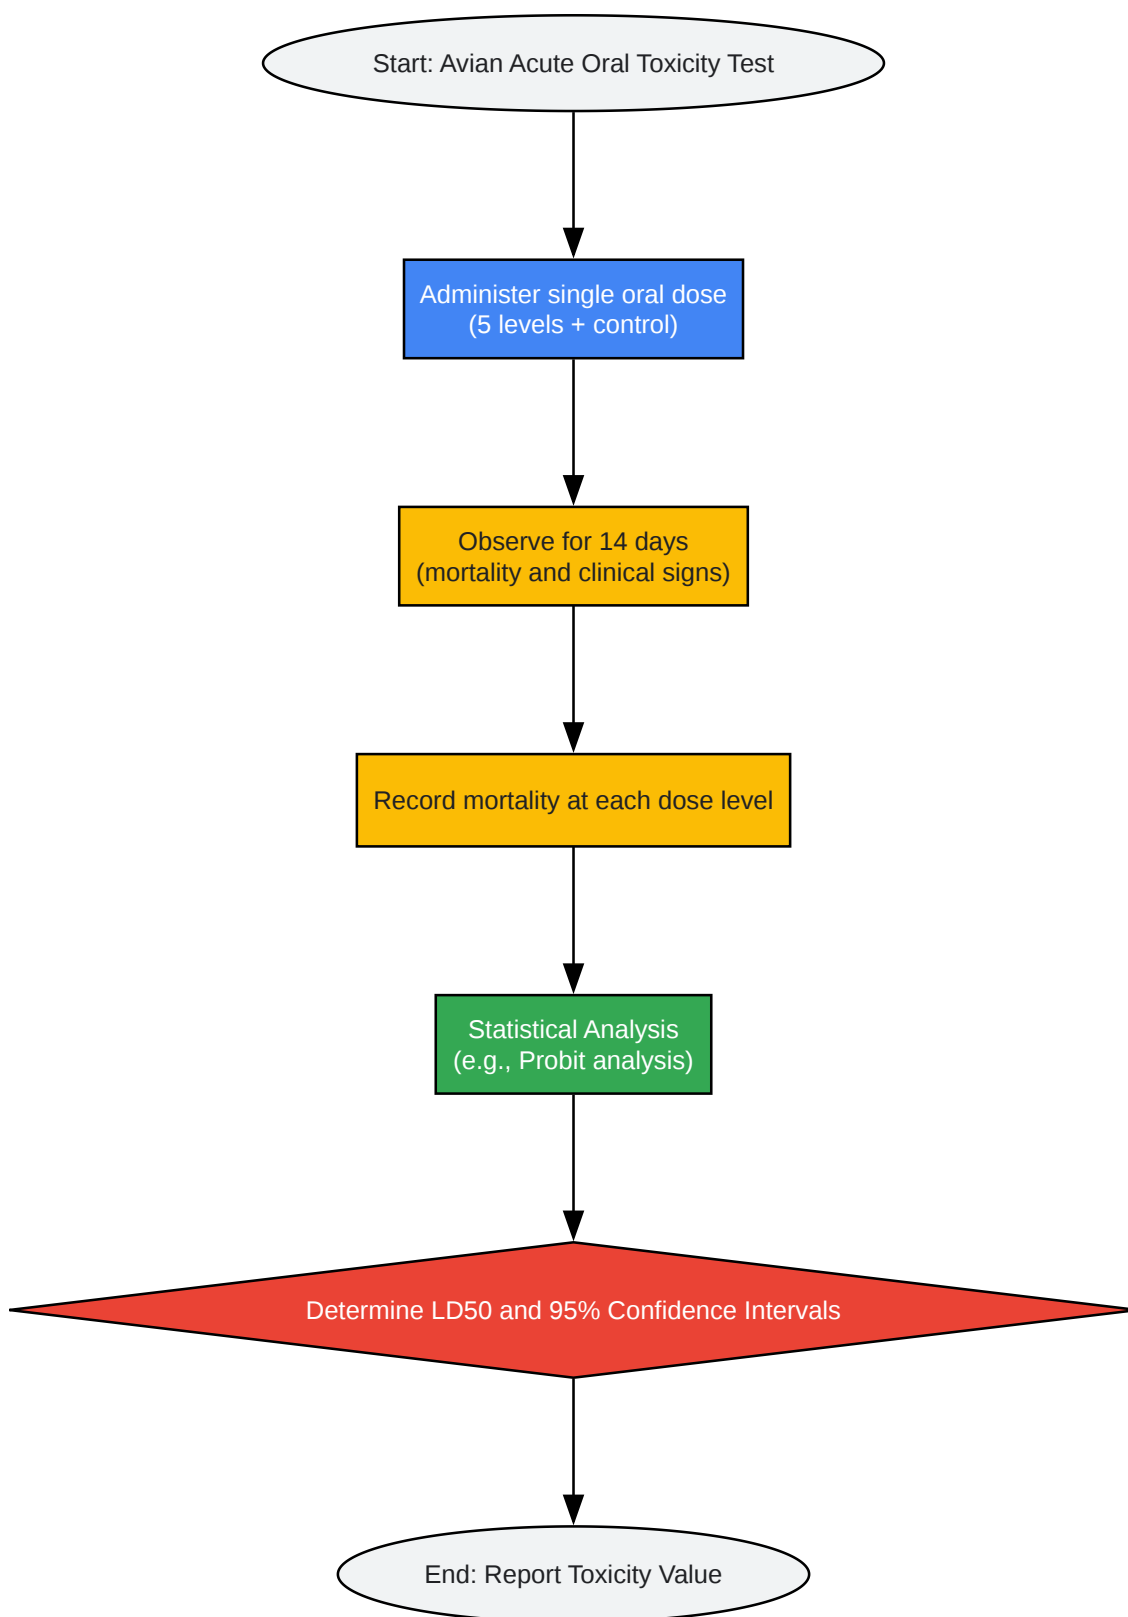 Start: Avian Acute Oral Toxicity Test
Administer single oral dose
(5 levels + control)
Observe for 14 days
(mortality and clinical signs)
Record mortality at each dose level
Statistical Analysis
(e.g., Probit analysis)
Determine LD50 and 95% Confidence Intervals
End: Report Toxicity Value